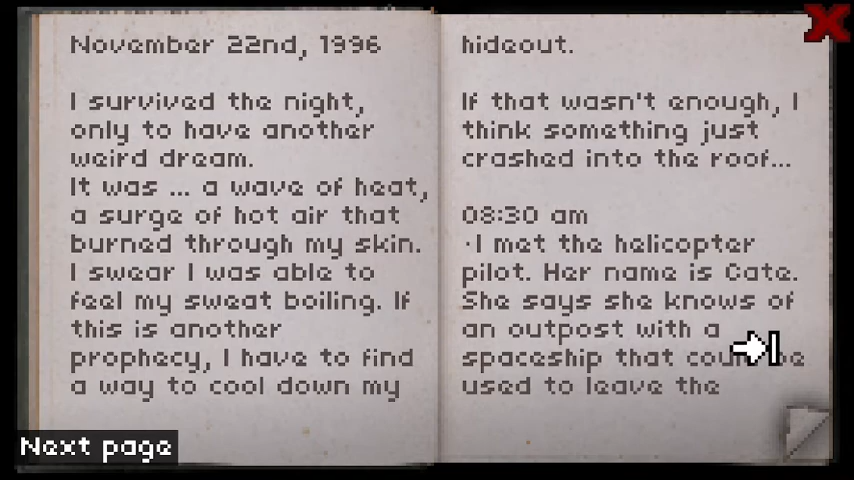 November 22nd, 1996
I survived the night,
only to have another
weird dream.
It was ... a wave of heat,
a surge of hot air that
burned through my skin.
I swear I was able to
feel my sweat boiling. If
this is another
prophecy, I have to find
a way to cool down my
hideout.
If that wasn't enough, I
think something just
crashed into the roof...
08:30 am
·I met the helicopter
pilot. Her name is Cate.
She says she knows of
an outpost with a
spaceship that could be
used to leave the
Next page